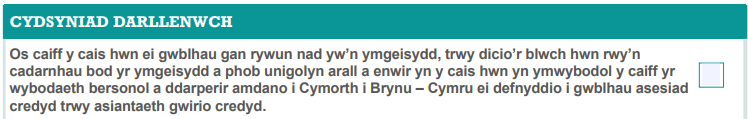 CYDSYNIAD DARLLENWCH
Os caiff y cais hwn ei gwblhau gan rywun nad yw’n ymgeisydd, trwy dicio’r blwch hwn rwy’n
cadarnhau bod yr ymgeisydd a phob unigolyn arall a enwir yn y cais hwn yn ymwybodol y caiff yr
wybodaeth bersonol a ddarperir amdano i Cymorth i Brynu – Cymru ei defnyddio i gwblhau asesiad
credyd trwy asiantaeth gwirio credyd.